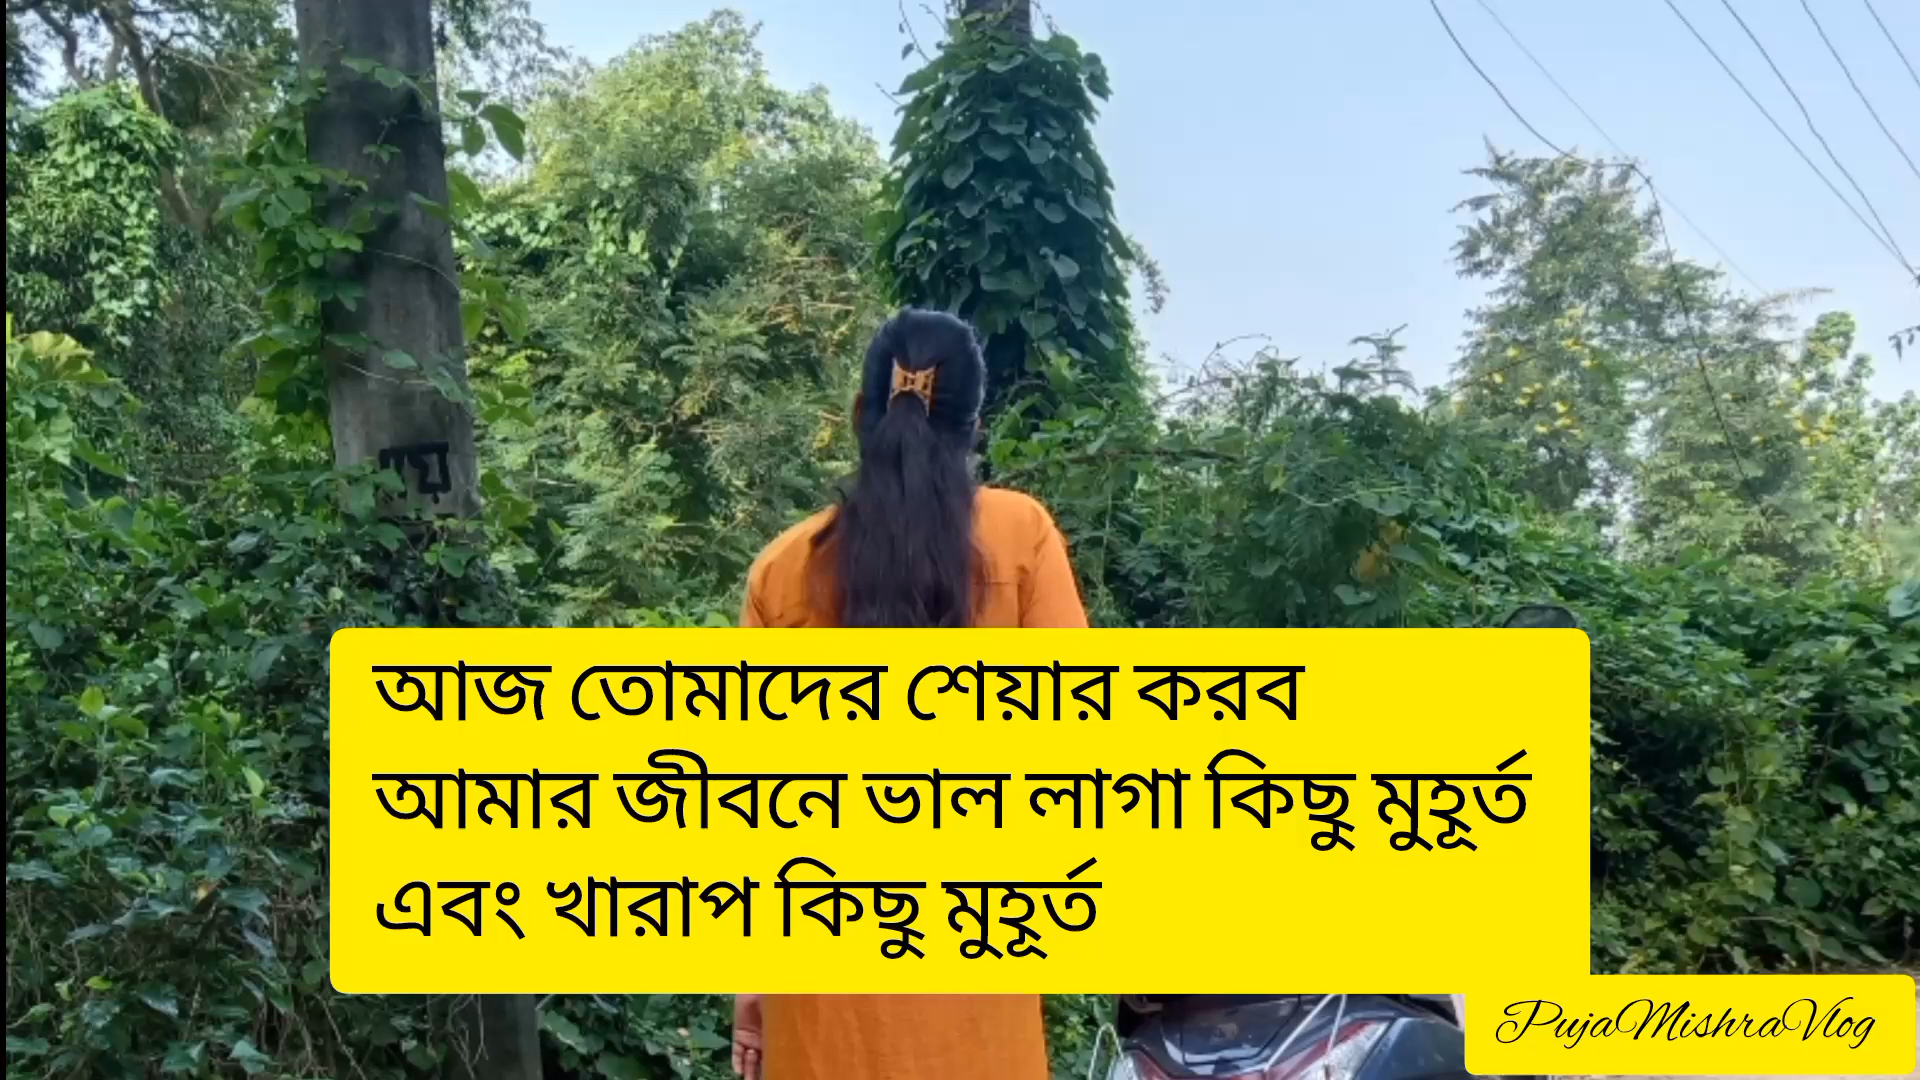 আজ তোমাদের শেয়ার করব
আমার জীবনে ভাল লাগা কিছু মুহূর্ত
এবং খারাপ কিছু মুহূর্ত
PujaMishraVlog